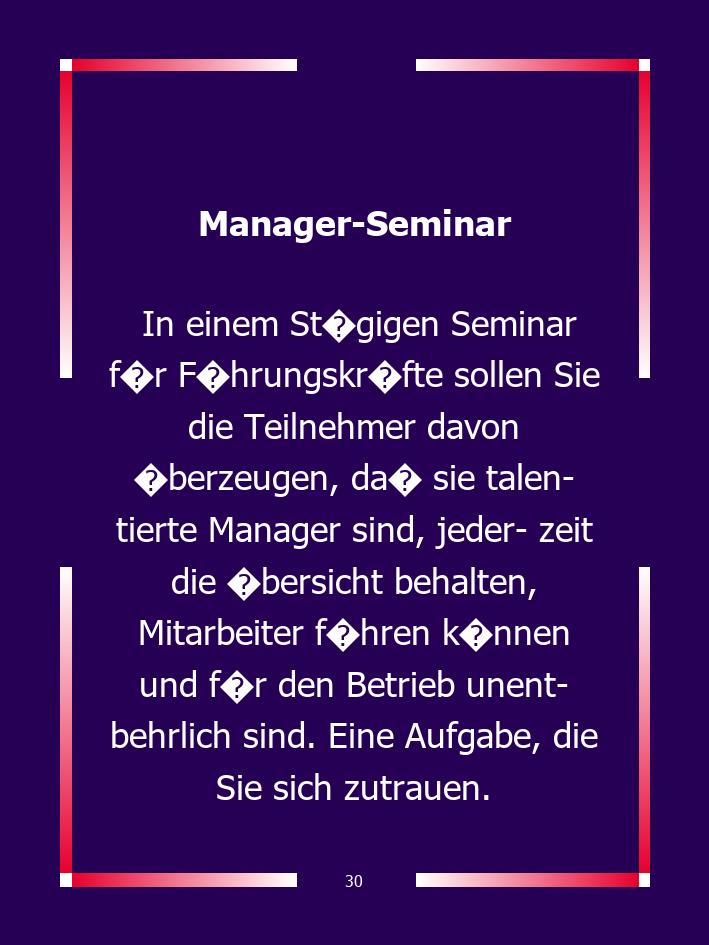 Manager-Seminar
In einem St�gigen Seminar
f�r F�hrungskr�fte sollen Sie
die Teilnehmer davon
�berzeugen, da� sie talen-
tierte Manager sind, jeder- zeit
die �bersicht behalten,
Mitarbeiter f�hren k�nnen
und f�r den Betrieb unent-
behrlich sind. Eine Aufgabe, die
Sie sich zutrauen.
30